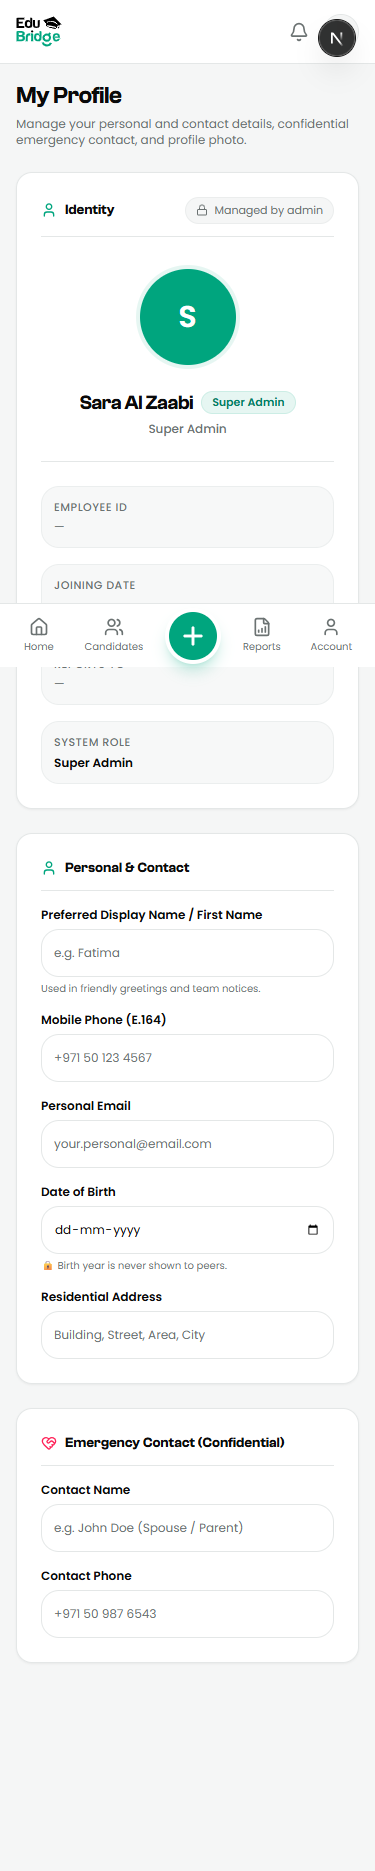 Edu
Bridge
N
My Profile
Manage your personal and contact details, confidential
emergency contact, and profile photo.
Identity
Managed by admin
S
Sara Al Zaabi
Super Admin
Super Admin
EMPLOYEE ID
—
JOINING DATE
Home
Candidates
Reports
Account
—
SYSTEM ROLE
Super Admin
Personal & Contact
Preferred Display Name / First Name
e.g. Fatima
Used in friendly greetings and team notices.
Mobile Phone (E.164)
+971 50 123 4567
Personal Email
your.personal@email.com
Date of Birth
dd-mm-yyyy
🔒 Birth year is never shown to peers.
Residential Address
Building, Street, Area, City
Emergency Contact (Confidential)
Contact Name
e.g. John Doe (Spouse / Parent)
Contact Phone
+971 50 987 6543